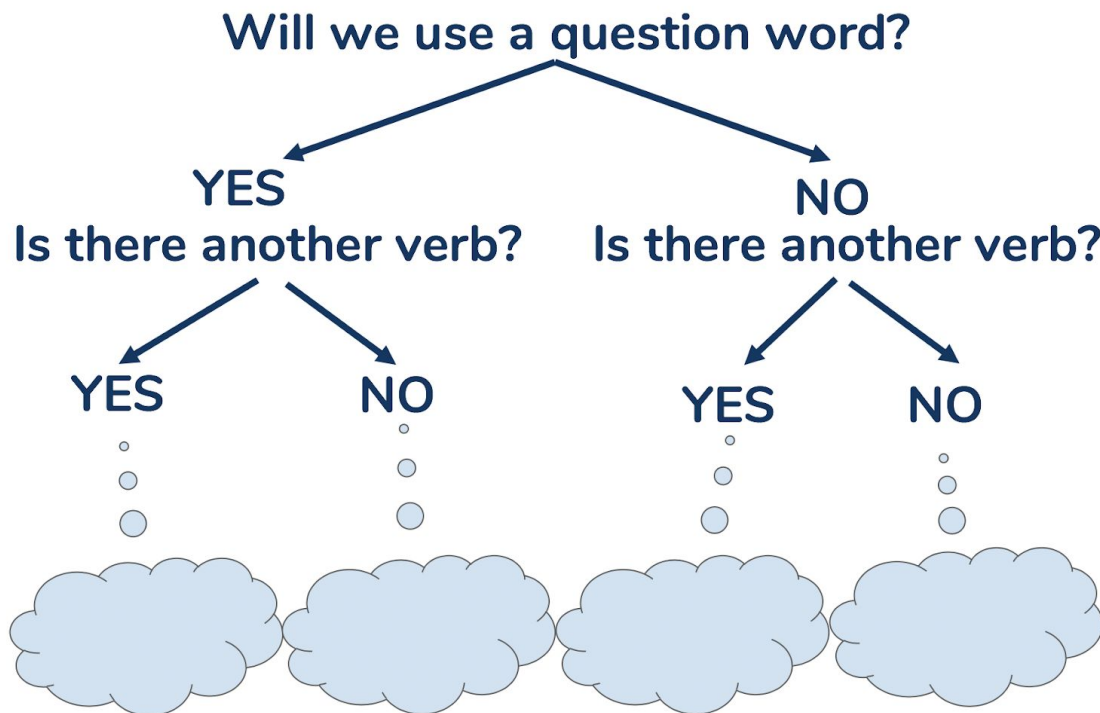 Will we use a question word?
YES
Is there another verb?
NO
Is there another verb?
YES
NO
YES
NO